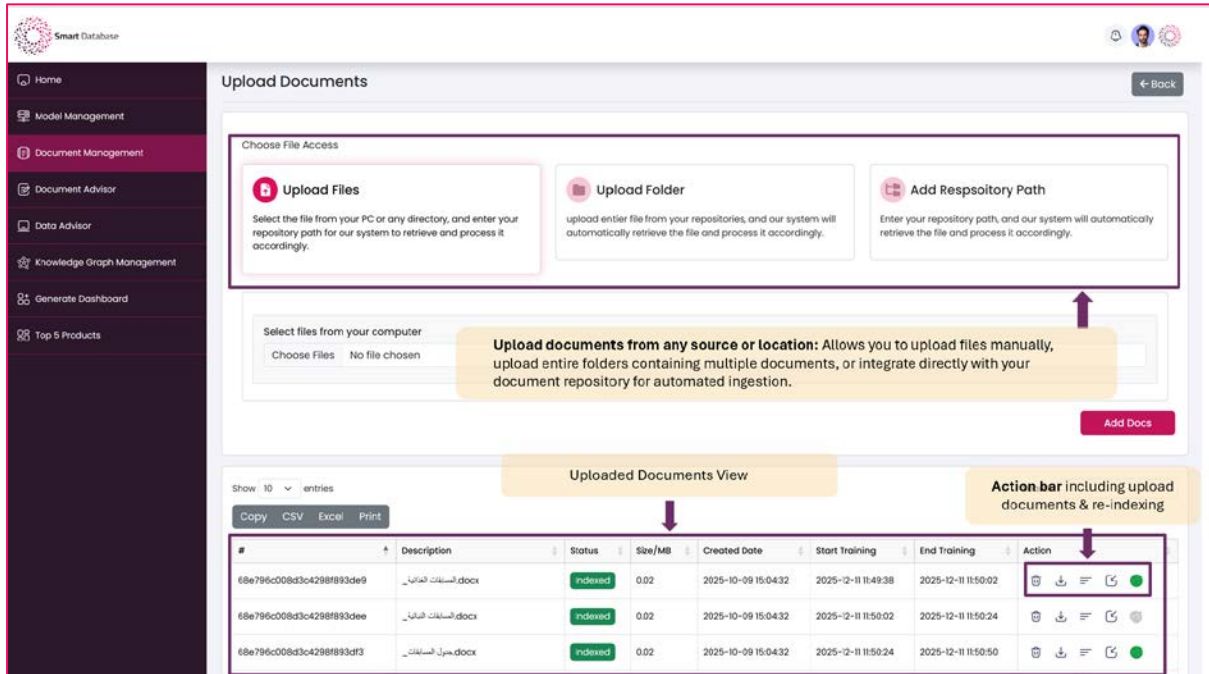 Smart Database
Home
Model Management
Document Management
Document Advisor
Data Advisor
Knowledge Graph Management
Generate Dashboard
Top 5 Products
Upload Documents
← Back
Choose File Access
Upload Files
Select the file from your PC or any directory, and enter your
repository path for our system to retrieve and process it
accordingly.
Upload Folder
upload entier file from your repositories, and our system will
automatically retrieve the file and process it accordingly.
Add Respsoitory Path
Enter your repository path, and our system will automatically
retrieve the file and process it accordingly.
Select files from your computer
Choose Files No file chosen
Upload documents from any source or location: Allows you to upload files manually,
upload entire folders containing multiple documents, or integrate directly with your
document repository for automated ingestion.
Add Docs
Uploaded Documents View
Action bar including upload
documents & re-indexing
Show 10 entries
Copy CSV Excel Print
# Description Status Size/MB Created Date Start Training End Training Action
68e796c008d3c4298f893de9 _المسابقات الغذائية.docx indexed 0.02 2025-10-09 15:04:32 2025-12-11 11:49:38 2025-12-11 11:50:02
68e796c008d3c4298f893dee _المسابقات النباتية.docx indexed 0.02 2025-10-09 15:04:32 2025-12-11 11:50:02 2025-12-11 11:50:24
68e796c008d3c4298f893df3 _جدول المسابقات.docx indexed 0.02 2025-10-09 15:04:32 2025-12-11 11:50:24 2025-12-11 11:50:50